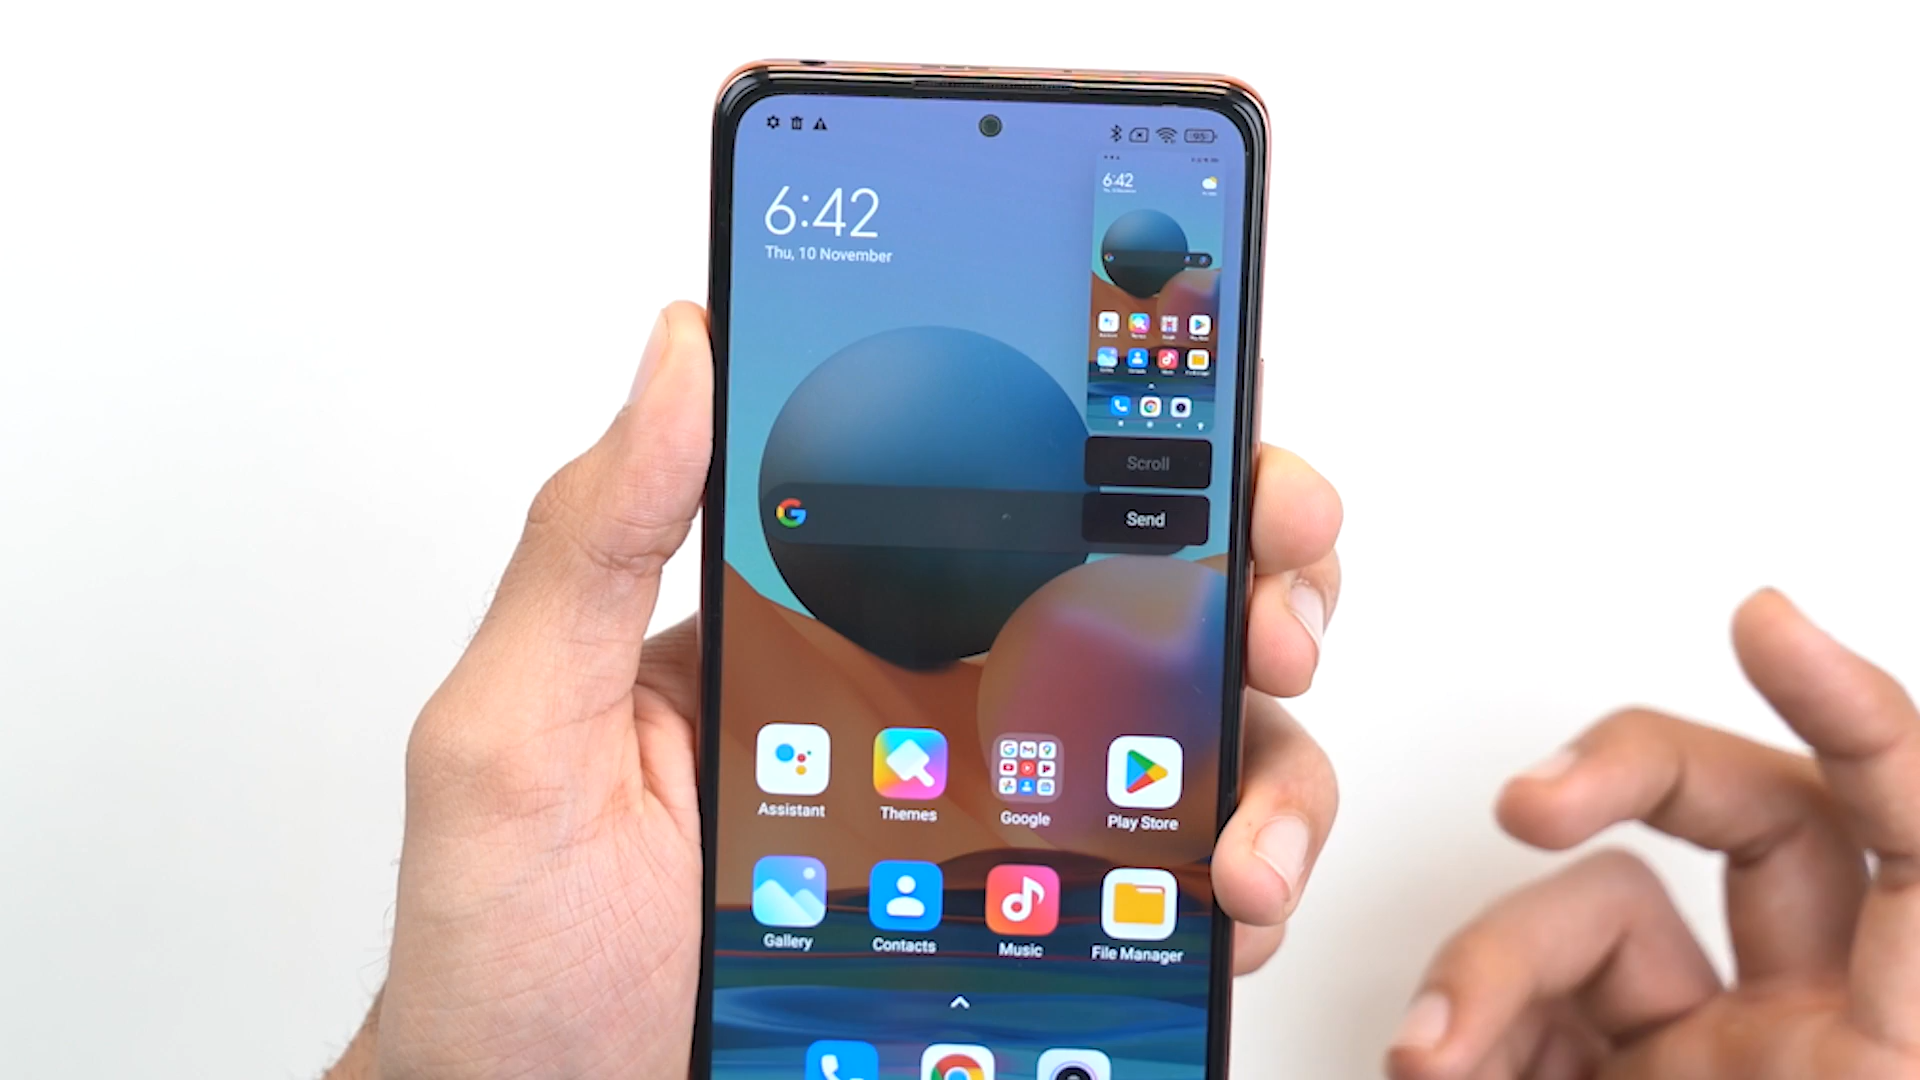 95
6:42
Thu, 10 November
6:42
Scroll
Send
Assistant
Themes
Google
Play Store
Gallery
Contacts
Music
File Manager